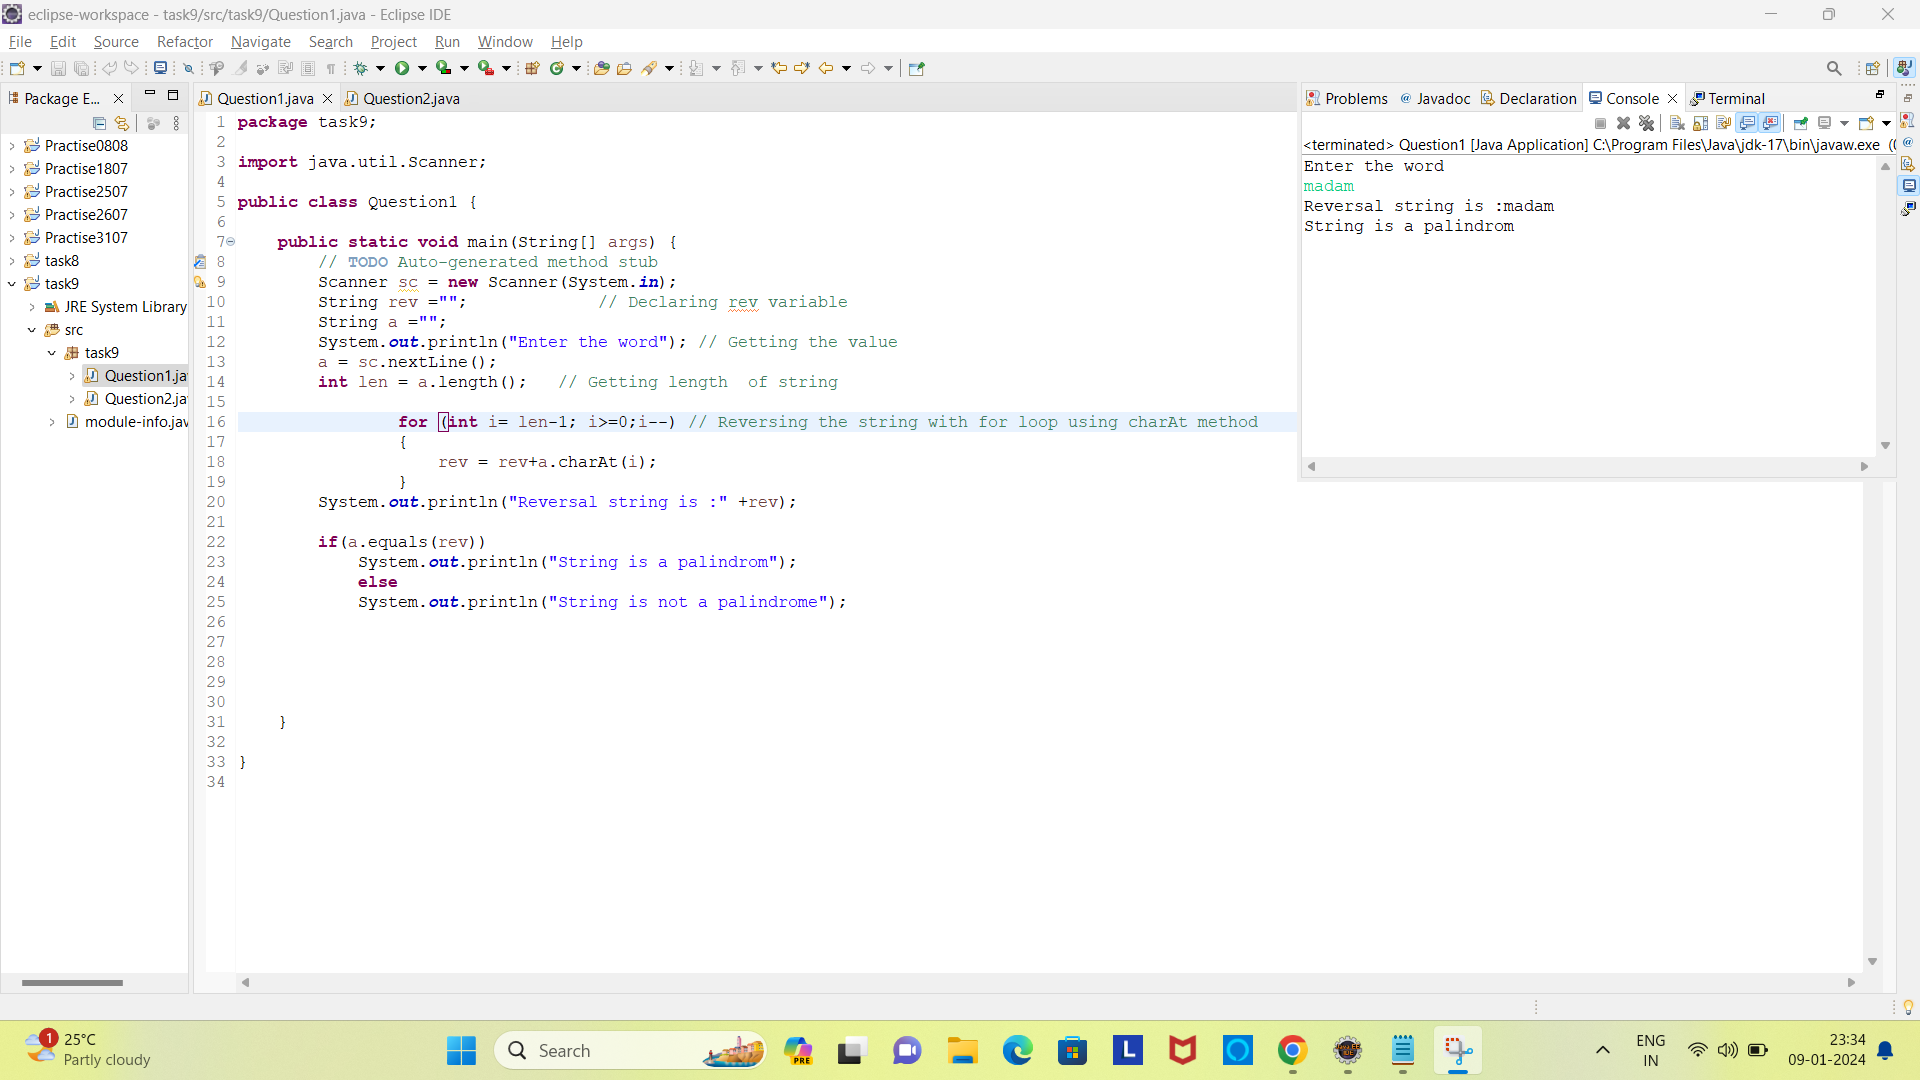 eclipse-workspace - task9/src/task9/Question1.java - Eclipse IDE
File Edit Source Refactor Navigate Search Project Run Window Help
Package E...
Practise0808
Practise1807
Practise2507
Practise2607
Practise3107
task8
task9
JRE System Library
src
task9
Question1.ja
Question2.ja
module-info.jav
Question1.java Question2.java
1 package task9;
2
3 import java.util.Scanner;
4
5 public class Question1 {
6
7 public static void main(String[] args) {
8 // TODO Auto-generated method stub
9 Scanner sc = new Scanner(System.in);
10 String rev =""; // Declaring rev variable
11 String a ="";
12 System.out.println("Enter the word"); // Getting the value
13 a = sc.nextLine();
14 int len = a.length(); // Getting length  of string
15
16 for (int i= len-1; i>=0;i--) // Reversing the string with for loop using charAt method
17 {
18 rev = rev+a.charAt(i);
19 }
20 System.out.println("Reversal string is :" +rev);
21
22 if(a.equals(rev))
23 System.out.println("String is a palindrom");
24 else
25 System.out.println("String is not a palindrome");
26
27
28
29
30
31 }
32
33 }
34
Problems Javadoc Declaration Console Terminal
<terminated> Question1 [Java Application] C:\Program Files\Java\jdk-17\bin\javaw.exe
Enter the word
madam
Reversal string is :madam
String is a palindrom
1
25°C
Partly cloudy
Search
PRE
L
ENG
IN
23:34
09-01-2024